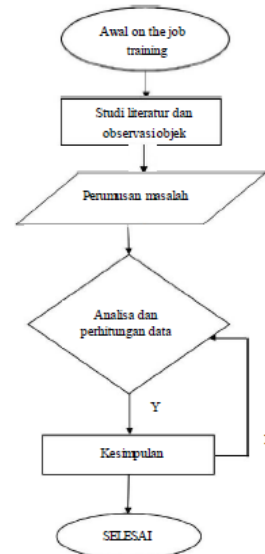 Awal on the job
training
Studi literatur dan
observasi objek
Perumusan masalah
Analisa dan
perhitungan data
Y
Kesimpulan
SELESAI